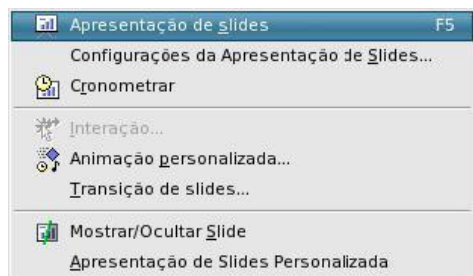 Apresentação de slides F5
Configurações da Apresentação de Slides...
Cronometrar
Interação...
Animação personalizada...
Transição de slides...
Mostrar/Ocultar Slide
Apresentação de Slides Personalizada